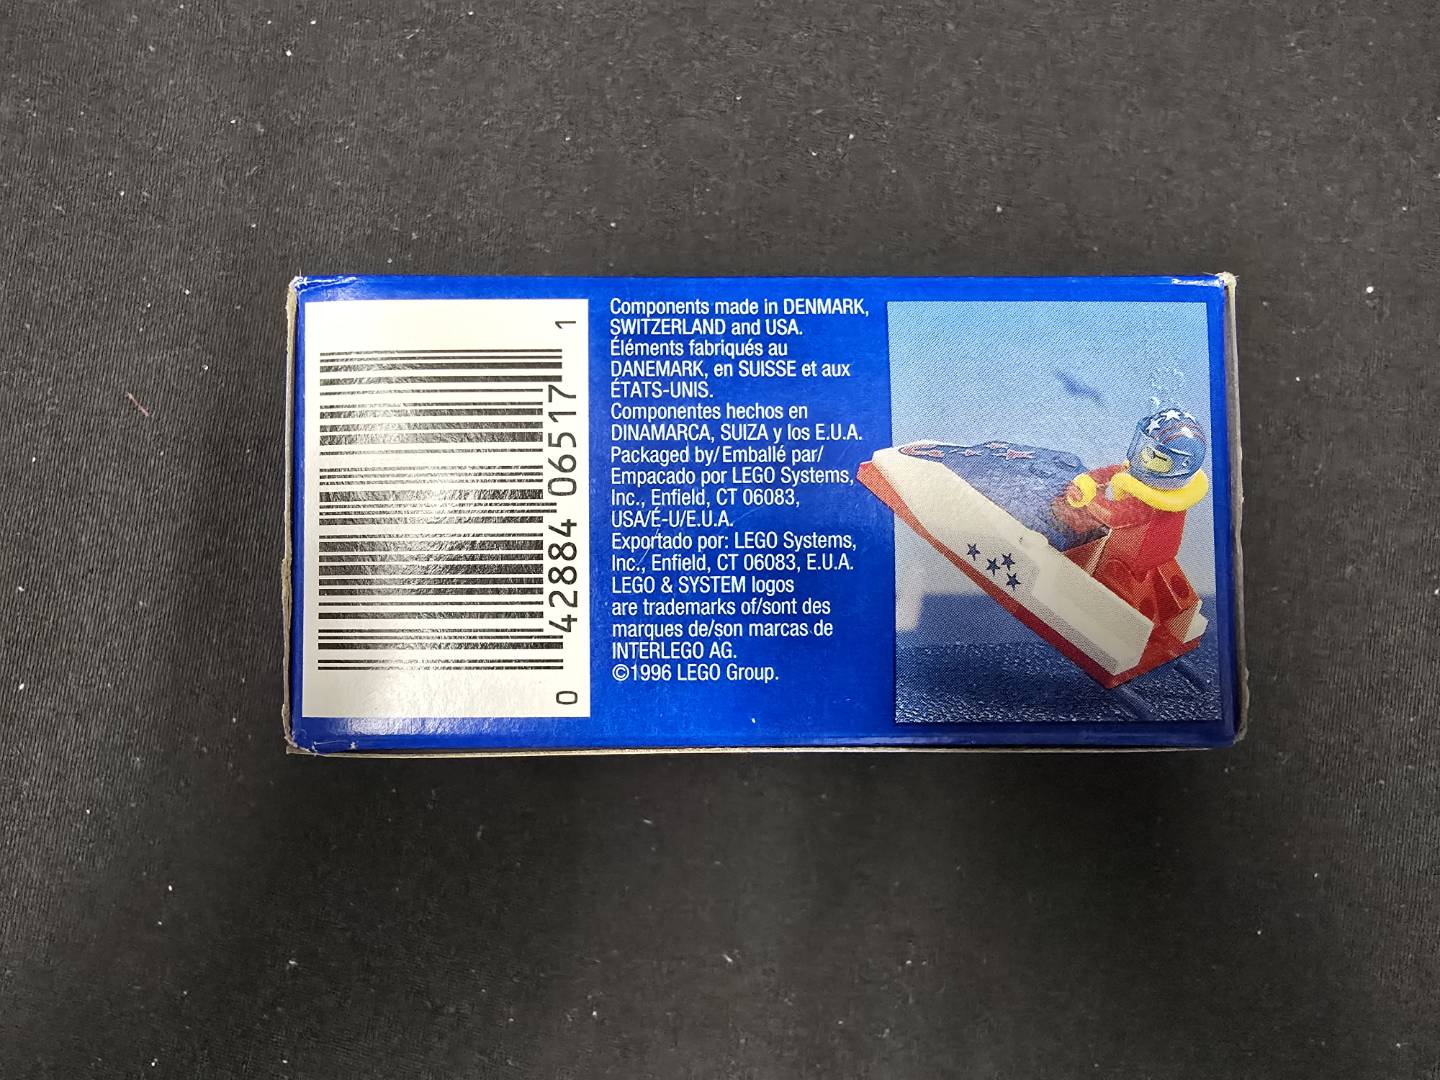 0 42884 06517 1
Components made in DENMARK,
SWITZERLAND and USA.
Éléments fabriqués au
DANEMARK, en SUISSE et aux
ÉTATS-UNIS.
Componentes hechos en
DINAMARCA, SUIZA y los E.U.A.
Packaged by/Emballé par/
Empacado por LEGO Systems,
Inc., Enfield, CT 06083,
USA/É-U/E.U.A.
Exportado por: LEGO Systems,
Inc., Enfield, CT 06083, E.U.A.
LEGO & SYSTEM logos
are trademarks of/sont des
marques de/son marcas de
INTERLEGO AG.
©1996 LEGO Group.